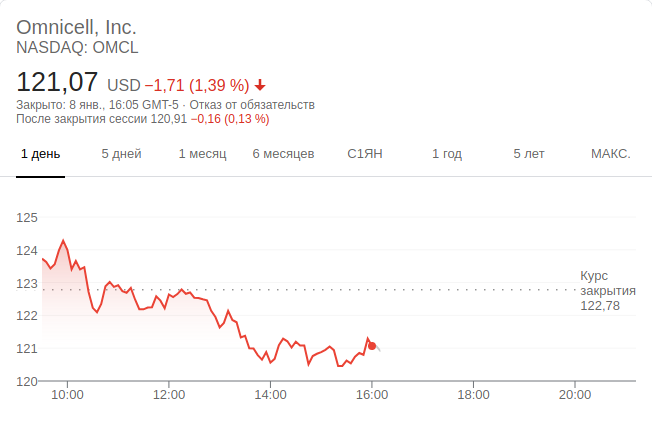 Omnicell, Inc.
NASDAQ: OMCL
121,07 USD −1,71 (1,39 %)
Закрыто: 8 янв., 16:05 GMT-5 · Отказ от обязательств
После закрытия сессии 120,91 −0,16 (0,13 %)
1 день 5 дней 1 месяц 6 месяцев С1ЯН 1 год 5 лет МАКС.
125
124
123
122
121
120
Курс
закрытия
122,78
10:00 12:00 14:00 16:00 18:00 20:00